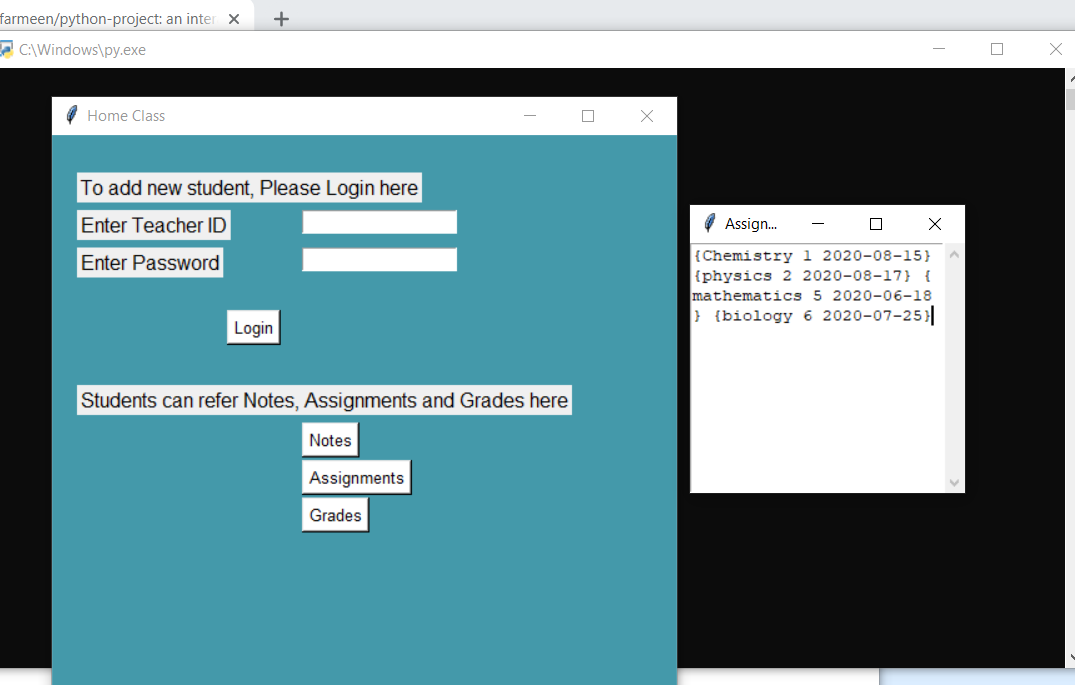 farmeen/python-project: an inter
C:\Windows\py.exe
Home Class
To add new student, Please Login here
Enter Teacher ID
Enter Password
Login
Students can refer Notes, Assignments and Grades here
Notes
Assignments
Grades
Assign...
{Chemistry 1 2020-08-15}
{physics 2 2020-08-17} {
mathematics 5 2020-06-18
} {biology 6 2020-07-25}